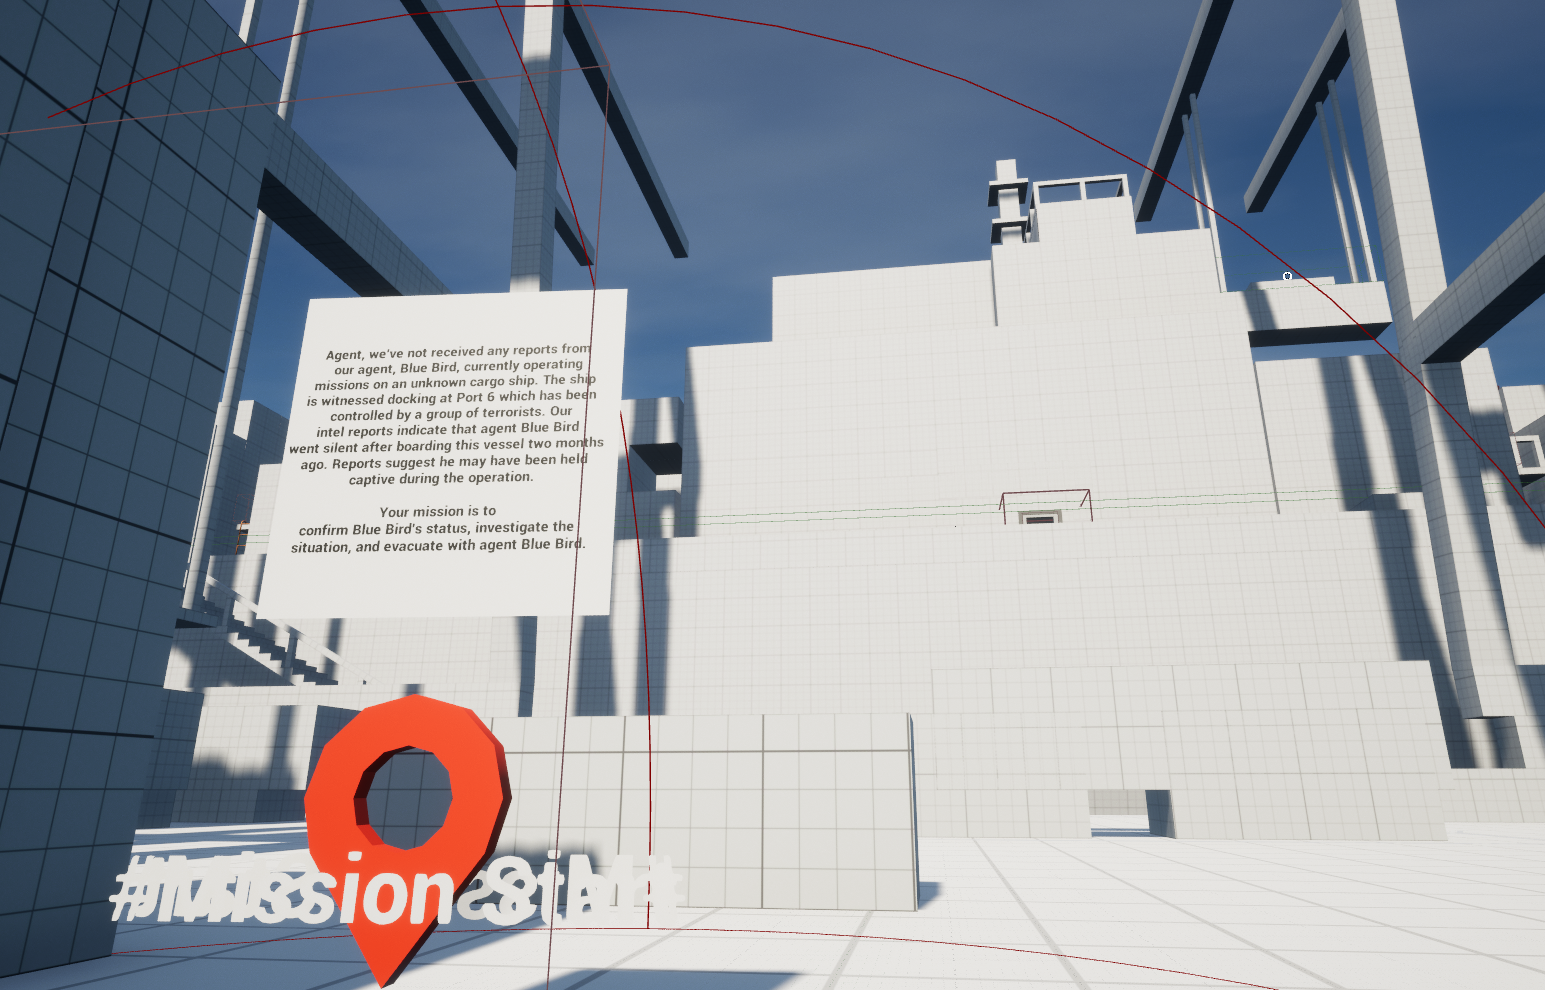 Agent, we've not received any reports from
our agent, Blue Bird, currently operating
missions on an unknown cargo ship. The ship
is witnessed docking at Port 6 which has been
controlled by a group of terrorists. Our
intel reports indicate that agent Blue Bird
went silent after boarding this vessel two months
ago. Reports suggest he may have been held
captive during the operation.
Your mission is to
confirm Blue Bird's status, investigate the
situation, and evacuate with agent Blue Bird.
#Mission